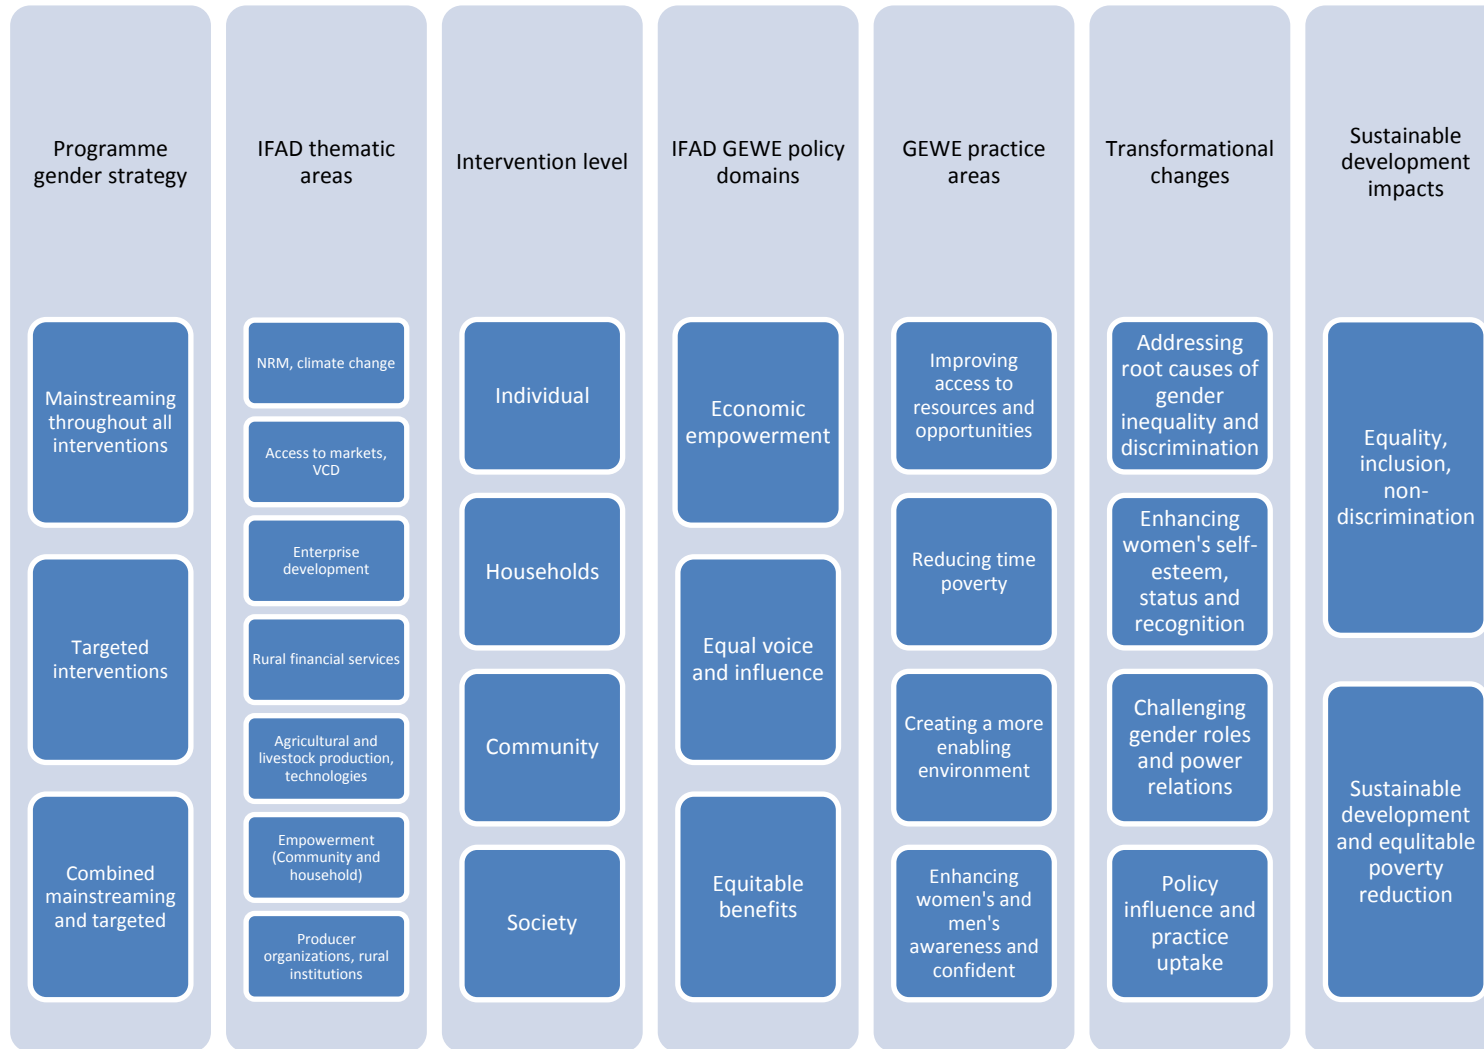 Programme
gender strategy
Mainstreaming
throughout all
interventions
Targeted
interventions
Combined
mainstreaming
and targeted
IFAD thematic
areas
NRM, climate change
Access to markets,
VCD
Enterprise
development
Rural financial services
Agricultural and
livestock production,
technologies
Empowerment
(Community and
household)
Producer
organizations, rural
institutions
Intervention level
Individual
Households
Community
Society
IFAD GEWE policy
domains
Economic
empowerment
Equal voice
and influence
Equitable
benefits
GEWE practice
areas
Improving
access to
resources and
opportunities
Reducing time
poverty
Creating a more
enabling
environment
Enhancing
women's and
men's
awareness and
confident
Transformational
changes
Addressing
root causes of
gender
inequality and
discrimination
Enhancing
women's self-
esteem,
status and
recognition
Challenging
gender roles
and power
relations
Policy
influence and
practice
uptake
Sustainable
development
impacts
Equality,
inclusion,
non-
discrimination
Sustainable
development
and equlitable
poverty
reduction